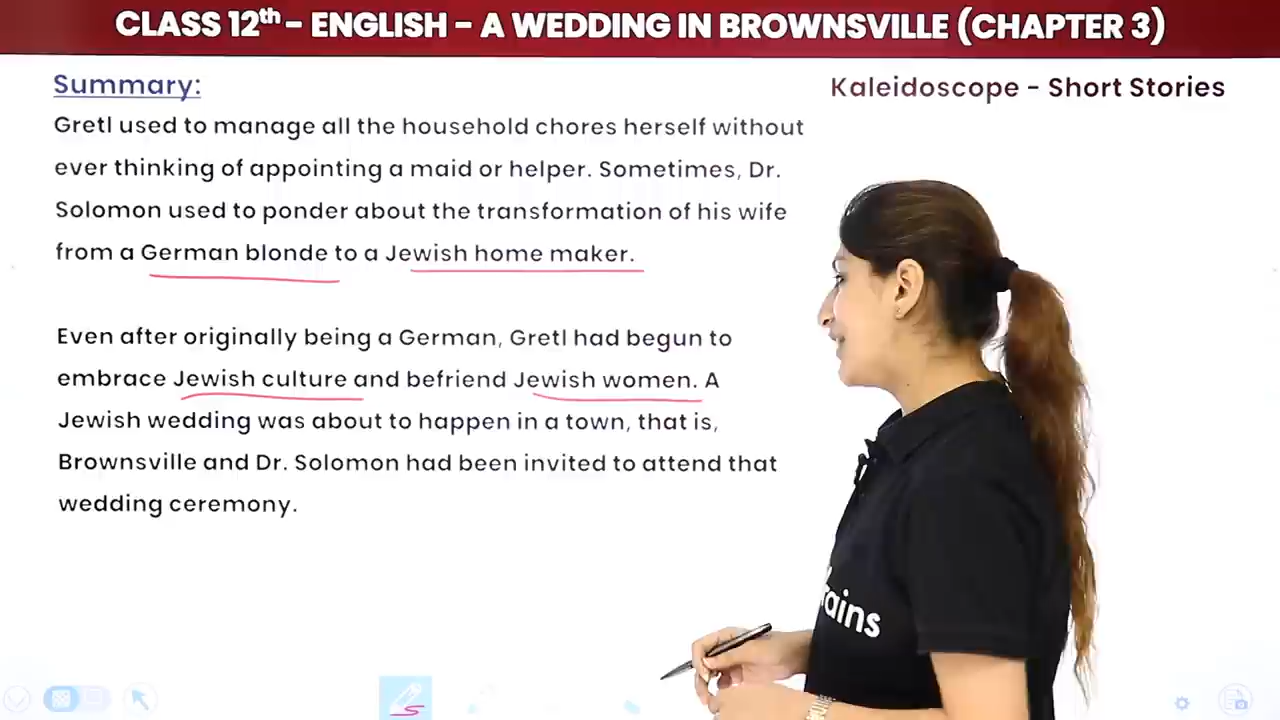 CLASS 12th - ENGLISH - A WEDDING IN BROWNSVILLE (CHAPTER 3)
Summary:
Kaleidoscope - Short Stories
Gretl used to manage all the household chores herself without
ever thinking of appointing a maid or helper. Sometimes, Dr.
Solomon used to ponder about the transformation of his wife
from a German blonde to a Jewish home maker.
Even after originally being a German, Gretl had begun to
embrace Jewish culture and befriend Jewish women. A
Jewish wedding was about to happen in a town, that is,
Brownsville and Dr. Solomon had been invited to attend that
wedding ceremony.